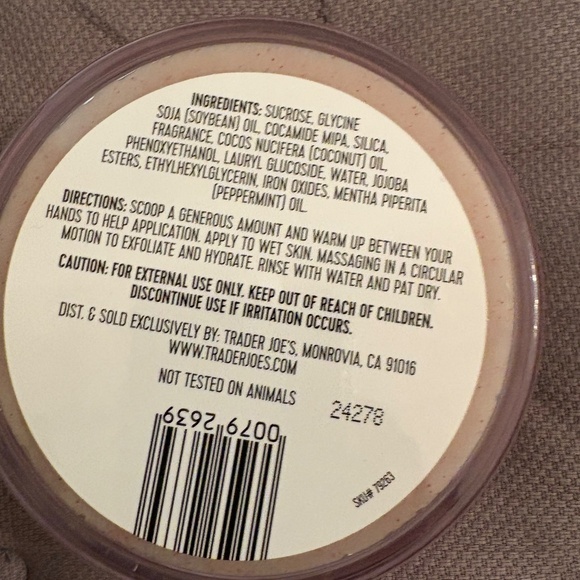 INGREDIENTS: SUCROSE, GLYCINE
SOJA (SOYBEAN) OIL, COCAMIDE MIPA, SILICA,
FRAGRANCE, COCOS NUCIFERA (COCONUT) OIL,
PHENOXYETHANOL, LAURYL GLUCOSIDE, WATER, JOJOBA
ESTERS, ETHYLHEXYLGLYCERIN, IRON OXIDES, MENTHA PIPERITA
(PEPPERMINT) OIL.
DIRECTIONS: SCOOP A GENEROUS AMOUNT AND WARM UP BETWEEN YOUR
HANDS TO HELP APPLICATION. APPLY TO WET SKIN. MASSAGING IN A CIRCULAR
MOTION TO EXFOLIATE AND HYDRATE. RINSE WITH WATER AND PAT DRY.
CAUTION: FOR EXTERNAL USE ONLY. KEEP OUT OF REACH OF CHILDREN.
DISCONTINUE USE IF IRRITATION OCCURS.
DIST. & SOLD EXCLUSIVELY BY: TRADER JOE'S, MONROVIA, CA 91016
WWW.TRADERJOES.COM
NOT TESTED ON ANIMALS
24278
0079 2639
SKU# 79263